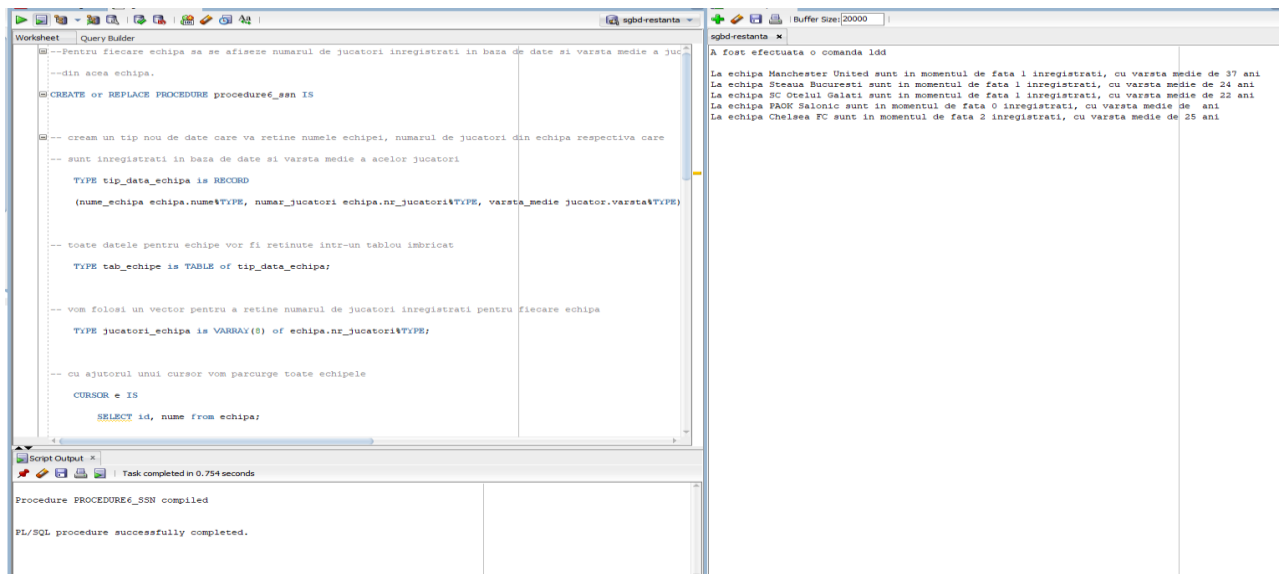 sgbd-restanta
Worksheet Query Builder
--Pentru fiecare echipa sa se afiseze numarul de jucatori inregistrati in baza de date si varsta medie a juc
--din acea echipa.
CREATE or REPLACE PROCEDURE procedure6_ssn IS
-- cream un tip nou de date care va retine numele echipei, numarul de jucatori din echipa respectiva care
-- sunt inregistrati in baza de date si varsta medie a acelor jucatori
TYPE tip_data_echipa is RECORD
(nume_echipa echipa.nume%TYPE, numar_jucatori echipa.nr_jucatori%TYPE, varsta_medie jucator.varsta%TYPE)
-- toate datele pentru echipe vor fi retinute intr-un tablou imbricat
TYPE tab_echipe is TABLE of tip_data_echipa;
-- vom folosi un vector pentru a retine numarul de jucatori inregistrati pentru fiecare echipa
TYPE jucatori_echipa is VARRAY(8) of echipa.nr_jucatori%TYPE;
-- cu ajutorul unui cursor vom parcurge toate echipele
CURSOR e IS
SELECT id, nume from echipa;
Script Output
Task completed in 0.754 seconds
Procedure PROCEDURE6_SSN compiled
PL/SQL procedure successfully completed.
Buffer Size: 20000
sgbd-restanta
A fost efectuata o comanda ldd
La echipa Manchester United sunt in momentul de fata 1 inregistrati, cu varsta medie de 37 ani
La echipa Steaua Bucuresti sunt in momentul de fata 1 inregistrati, cu varsta medie de 24 ani
La echipa SC Otelul Galati sunt in momentul de fata 1 inregistrati, cu varsta medie de 22 ani
La echipa PAOK Salonic sunt in momentul de fata 0 inregistrati, cu varsta medie de  ani
La echipa Chelsea FC sunt in momentul de fata 2 inregistrati, cu varsta medie de 25 ani